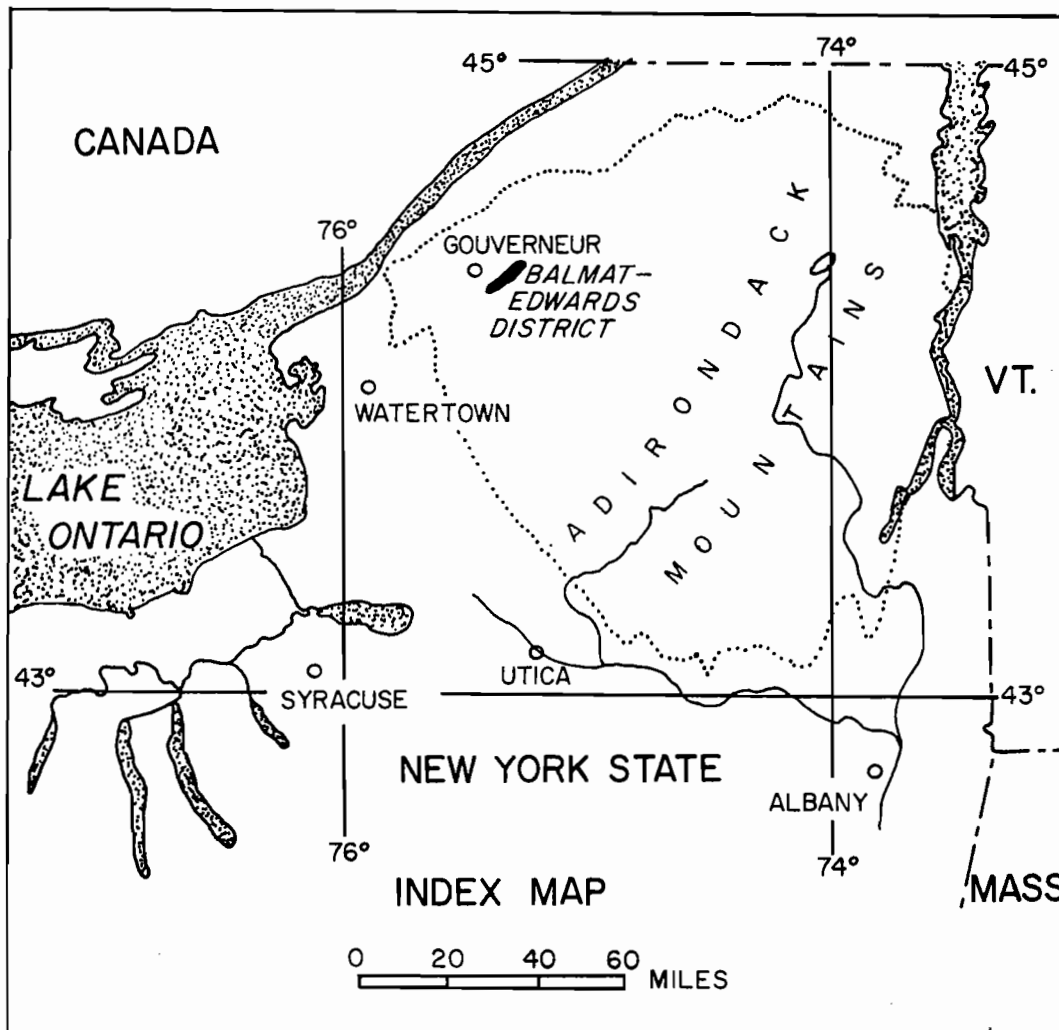 74°
45°
45°
CANADA
76°
GOUVERNEUR
BALMAT-
EDWARDS
DISTRICT
ADIRONDACK
MOUNTAINS
WATERTOWN
VT.
LAKE
ONTARIO
43°
SYRACUSE
UTICA
43°
NEW YORK STATE
ALBANY
76°
74°
INDEX MAP
MASS
0 20 40 60 MILES